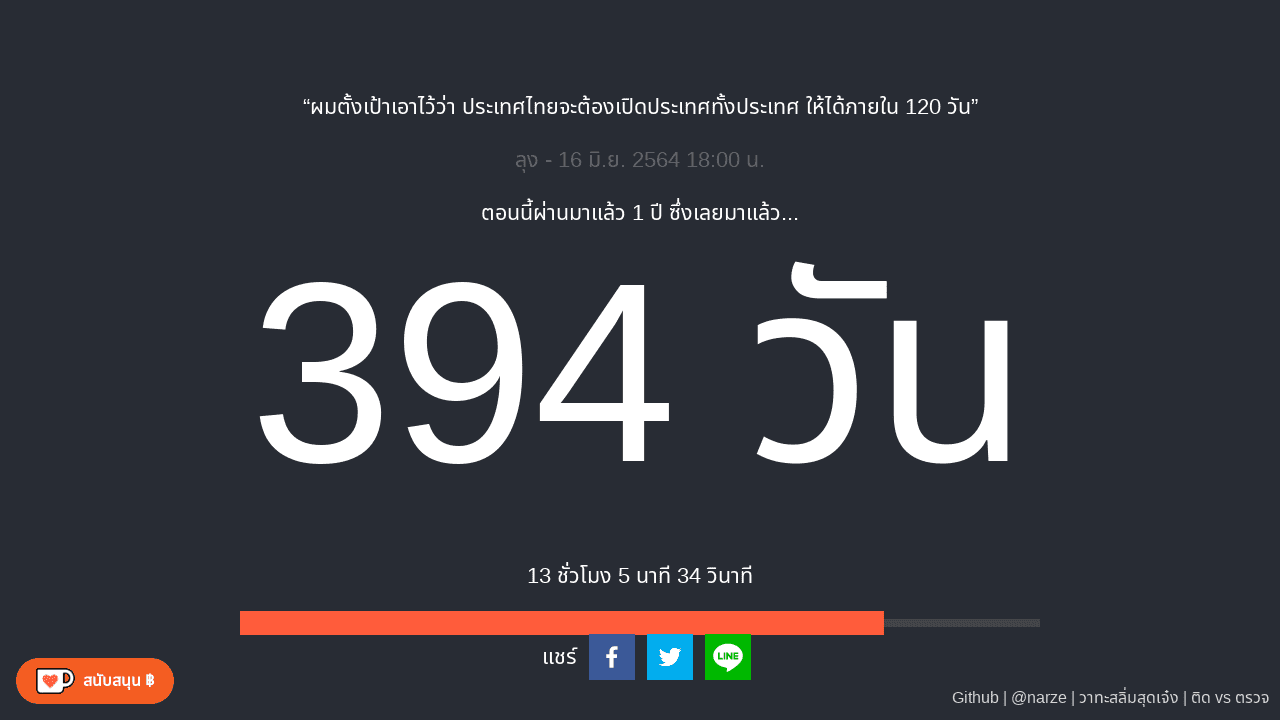 “ผมตั้งเป้าเอาไว้ว่า ประเทศไทยจะต้องเปิดประเทศทั้งประเทศ ให้ได้ภายใน 120 วัน”
ลุง - 16 มิ.ย. 2564 18:00 น.
ตอนนี้ผ่านมาแล้ว 1 ปี ซึ่งเลยมาแล้ว...
394 วัน
13 ชั่วโมง 5 นาที 34 วินาที
แชร์ LINE
สนับสนุน ฿
Github | @narze | วาทะสลิ่มสุดเจ๋ง | ติด vs ตรวจ